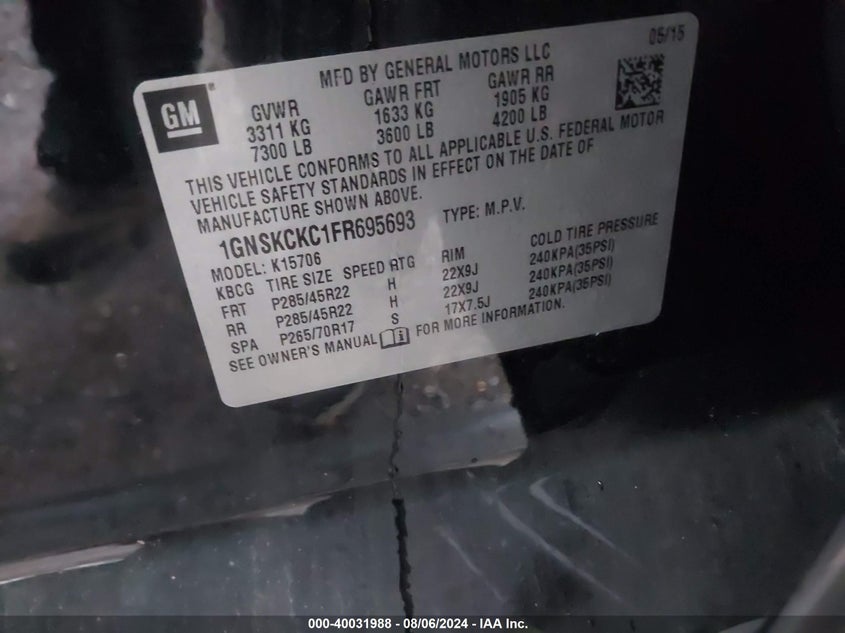 MFD BY GENERAL MOTORS LLC 05/15
GM
GVWR GAWR FRT GAWR RR
3311 KG 1633 KG 1905 KG
7300 LB 3600 LB 4200 LB
THIS VEHICLE CONFORMS TO ALL APPLICABLE U.S. FEDERAL MOTOR
VEHICLE SAFETY STANDARDS IN EFFECT ON THE DATE OF
MANUFACTURE SHOWN ABOVE.
1GNSKCKC1FR695693 TYPE: M.P.V.
MODEL: K15706
KBCG TIRE SIZE SPEED RTG RIM COLD TIRE PRESSURE
FRT P285/45R22 H 22X9J 240KPA(35PSI)
RR P285/45R22 H 22X9J 240KPA(35PSI)
SPA P265/70R17 S 17X7.5J 240KPA(35PSI)
SEE OWNER'S MANUAL i FOR MORE INFORMATION.
000-40031988 - 08/06/2024 - IAA Inc.